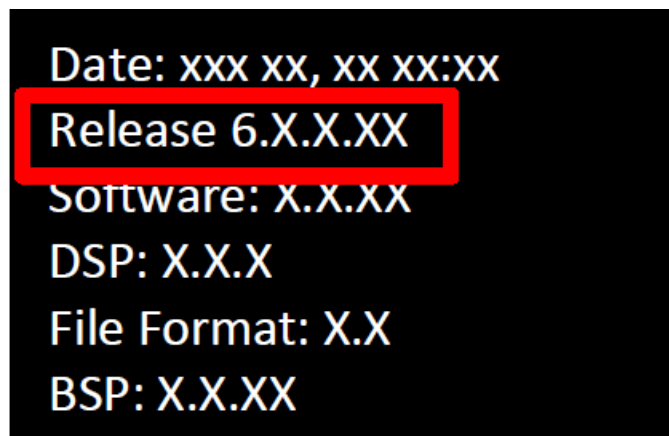 Date: xxx xx, xx xx:xx
Release 6.X.X.XX
Software: X.X.XX
DSP: X.X.X
File Format: X.X
BSP: X.X.XX